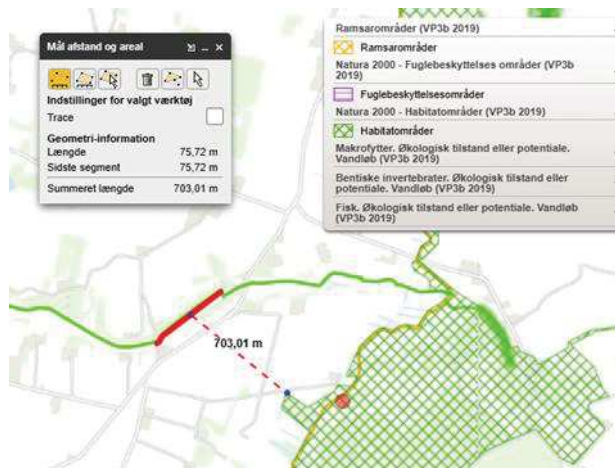 Mål afstand og areal
Indstillinger for valgt værktøj
Trace
Geometri-information
Længde 75,72 m
Sidste segment 75,72 m
Summeret længde 703,01 m
Ramsarområder (VP3b 2019)
Ramsarområder
Natura 2000 - Fuglebeskyttelses områder (VP3b
2019)
Fuglebeskyttelsesområder
Natura 2000 - Habitatområder (VP3b 2019)
Habitatområder
Makrofytter. Økologisk tilstand eller potentiale.
Vandløb (VP3b 2019)
Bentiske invertebrater. Økologisk tilstand eller
potentiale. Vandløb (VP3b 2019)
Fisk. Økologisk tilstand eller potentiale. Vandløb
(VP3b 2019)
703,01 m